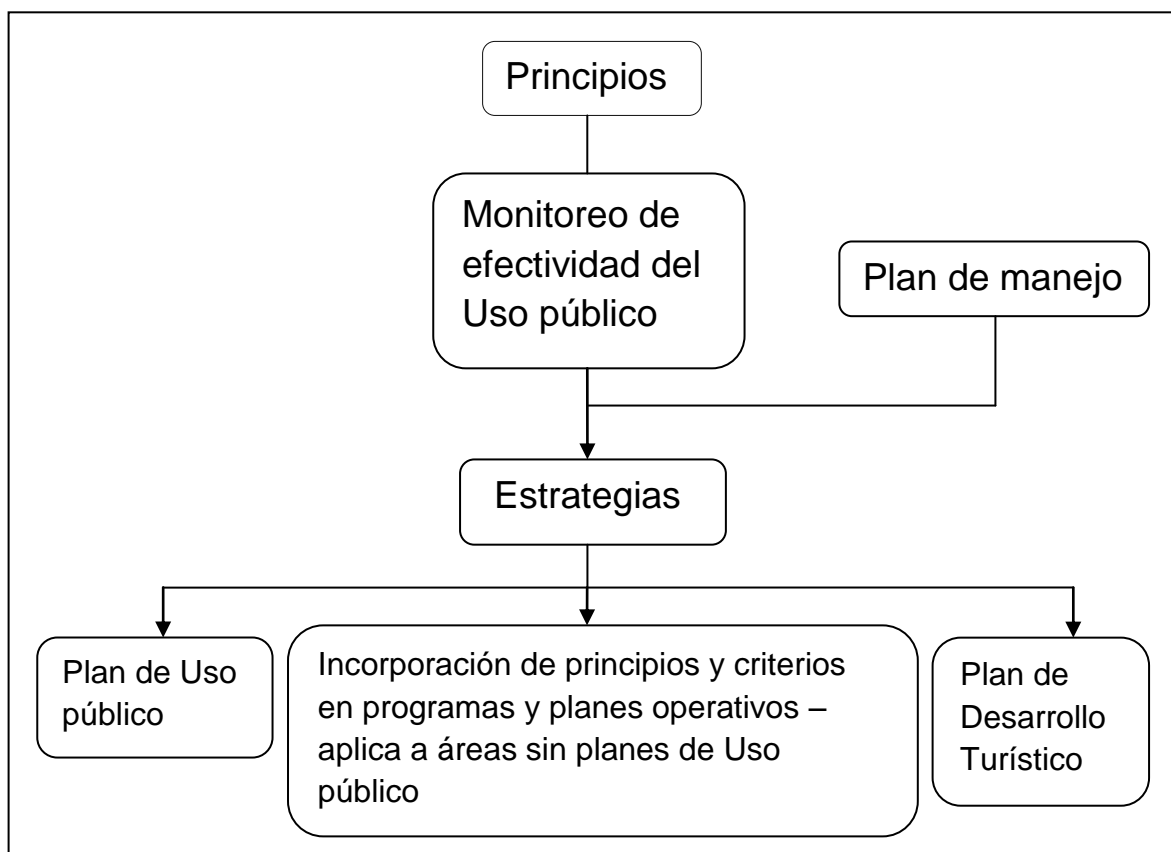 Principios
Monitoreo de
efectividad del
Uso público
Plan de manejo
Estrategias
Plan de Uso
público
Incorporación de principios y criterios
en programas y planes operativos –
aplica a áreas sin planes de Uso
público
Plan de
Desarrollo
Turístico